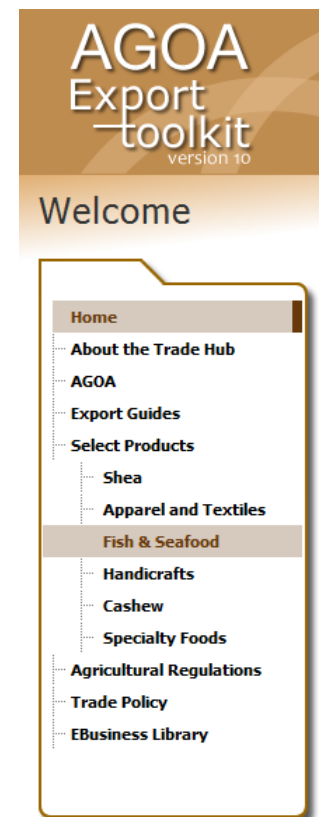 AGOA
Export
toolkit
version 10
Welcome
Home
About the Trade Hub
AGOA
Export Guides
Select Products
Shea
Apparel and Textiles
Fish & Seafood
Handicrafts
Cashew
Specialty Foods
Agricultural Regulations
Trade Policy
EBusiness Library